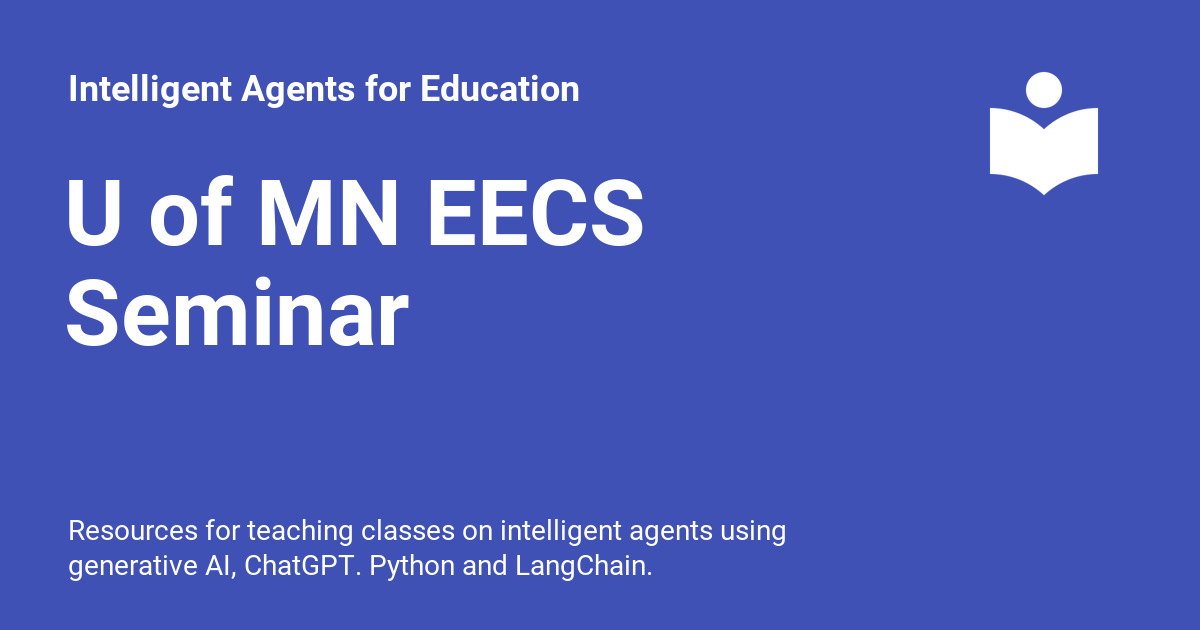 Intelligent Agents for Education
U of MN EECS
Seminar
Resources for teaching classes on intelligent agents using
generative AI, ChatGPT. Python and LangChain.